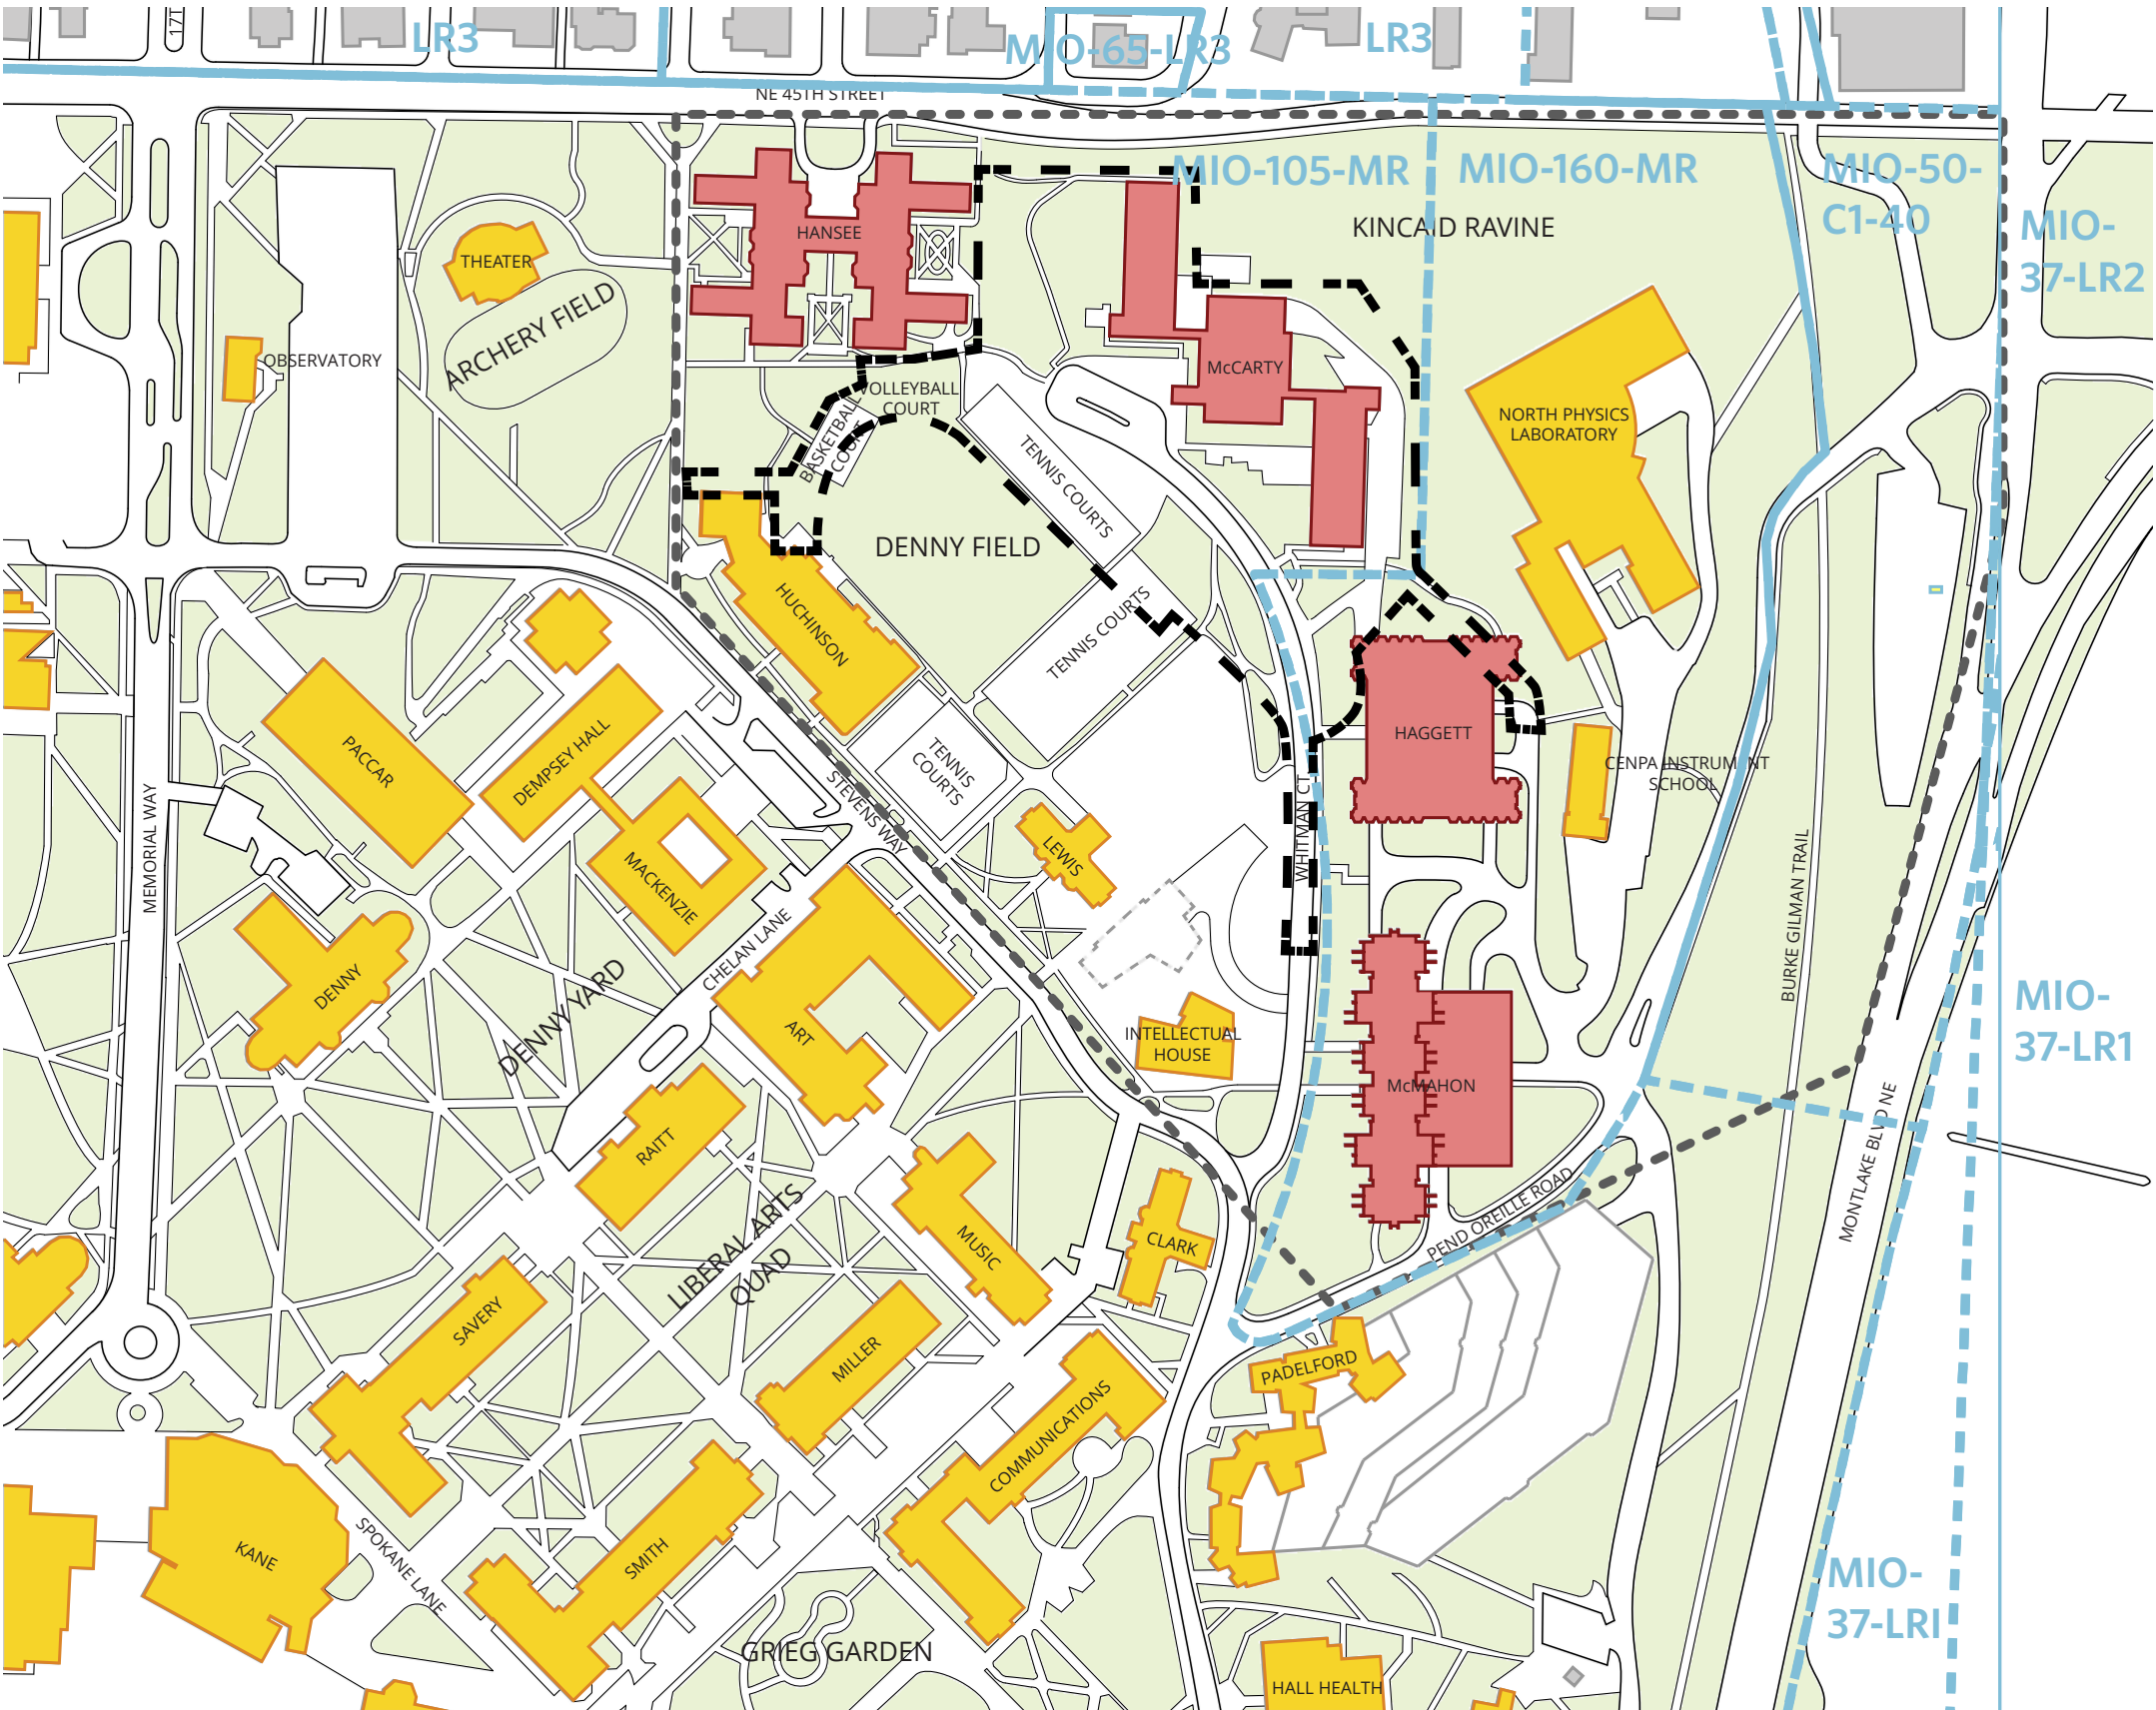 17T
LR3
MIO-65-LR3
LR3
NE 45TH STREET
MIO-105-MR
MIO-160-MR
MIO-50-
C1-40
MIO-
37-LR2
KINCAID RAVINE
HANSEE
THEATER
ARCHERY FIELD
OBSERVATORY
McCARTY
VOLLEYBALL
COURT
BASKETBALL
COURT
TENNIS COURTS
NORTH PHYSICS
LABORATORY
DENNY FIELD
HUCHINSON
TENNIS COURTS
PACCAR
DEMPSEY HALL
TENNIS
COURTS
HAGGETT
CENPA INSTRUMENT
SCHOOL
MEMORIAL WAY
STEVENS WAY
WHITMAN CT
MACKENZIE
LEWIS
BURKE GILMAN TRAIL
CHELAN LANE
DENNY
DENNY YARD
ART
INTELLECTUAL
HOUSE
MIO-
37-LR1
McMAHON
RAITT
MONTLAKE BLVD NE
LIBERAL ARTS
QUAD
MUSIC
CLARK
PEND OREILLE ROAD
SAVERY
MILLER
PADELFORD
COMMUNICATIONS
KANE
SPOKANE LANE
SMITH
MIO-
37-LRI
GRIEG GARDEN
HALL HEALTH